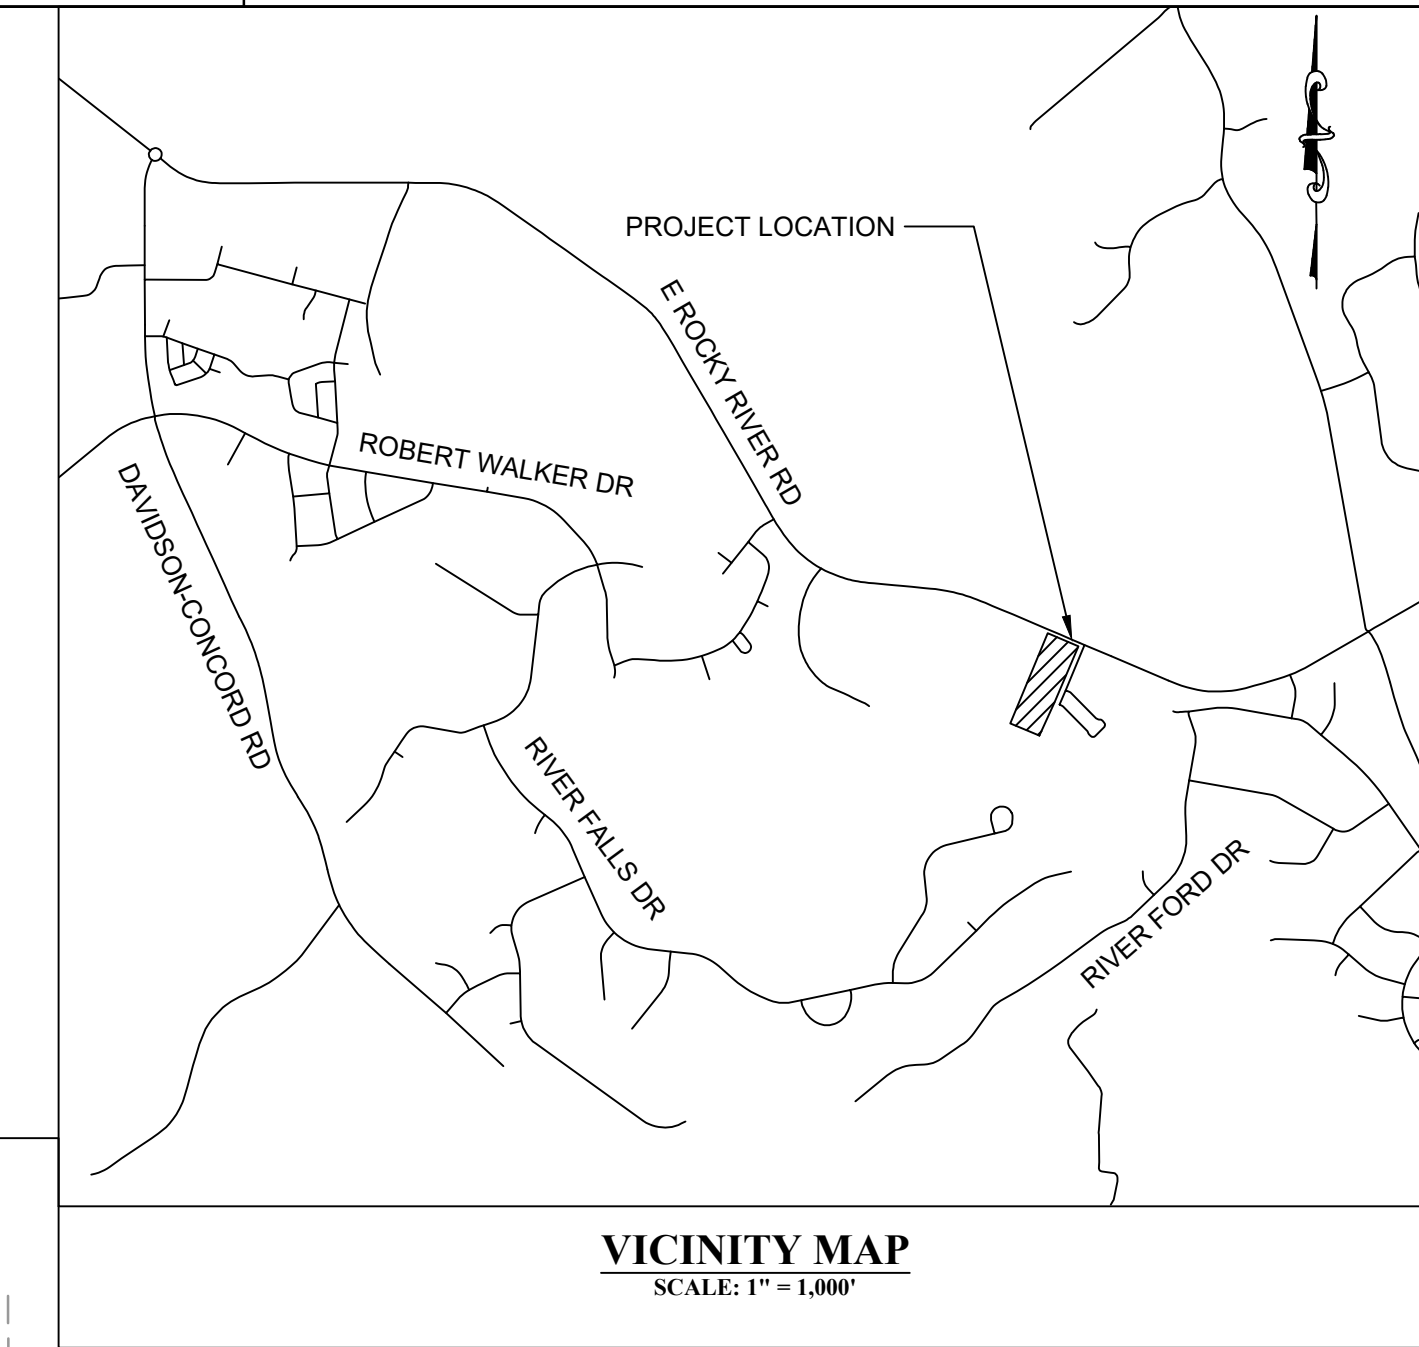 PROJECT LOCATION
E ROCKY RIVER RD
ROBERT WALKER DR
DAVIDSON-CONCORD RD
RIVER FALLS DR
RIVER FORD DR
VICINITY MAP
SCALE: 1" = 1,000'